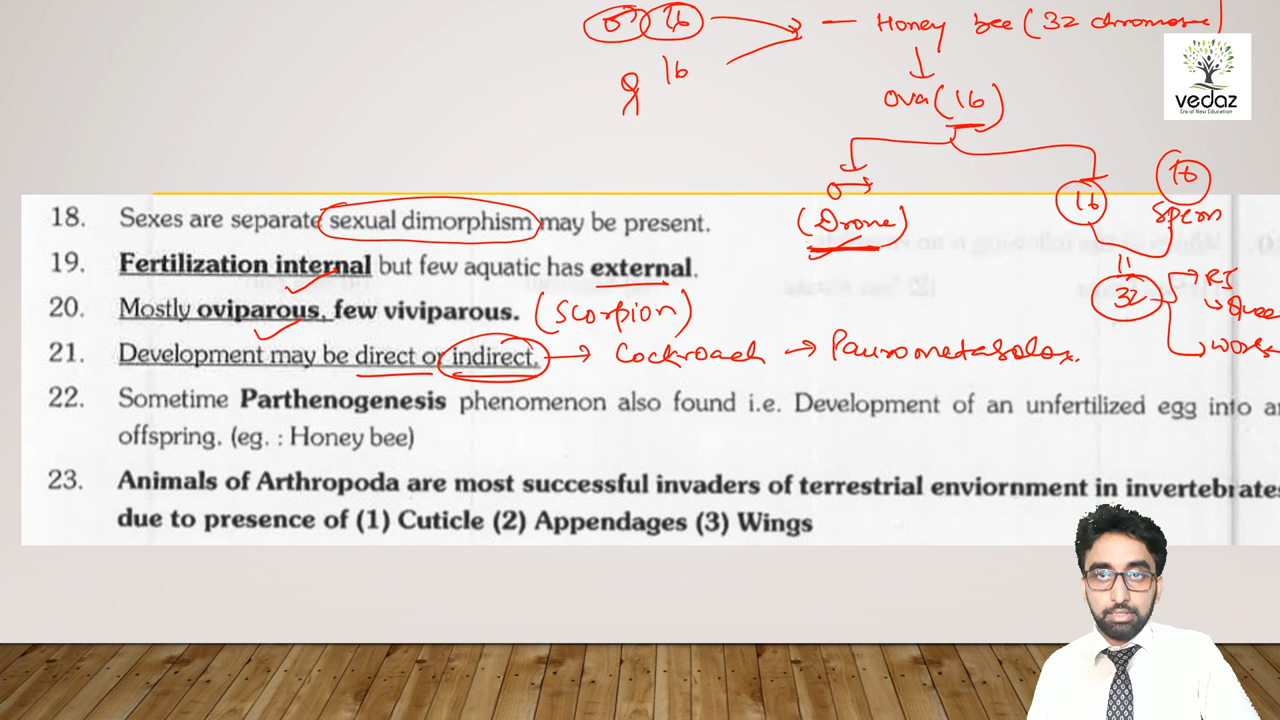 ♂ 16 — Honey bee (32 chromosome)
♀ 16
Ova (16)
vedaz
Era of New Education
16
16
sperm
(Drone)
32
RJ
Quee
worke
18. Sexes are separate sexual dimorphism may be present.
19. Fertilization internal but few aquatic has external.
20. Mostly oviparous, few viviparous. (Scorpion)
21. Development may be direct or indirect. → Cockroach →
22. Sometime Parthenogenesis phenomenon also found i.e. Development of an unfertilized egg into an
offspring. (eg. : Honey bee)
23. Animals of Arthropoda are most successful invaders of terrestrial enviornment in invertebrates
due to presence of (1) Cuticle (2) Appendages (3) Wings